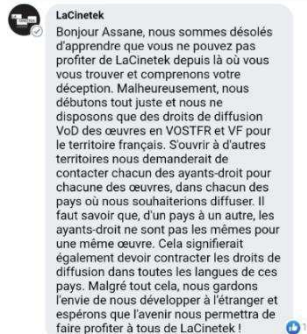 LaCinetek
Bonjour Assane, nous sommes désolés
d'apprendre que vous ne pouvez pas
profiter de LaCinetek depuis là où vous
vous trouver et comprenons votre
déception. Malheureusement, nous
débutons tout juste et nous ne
disposons que des droits de diffusion
VoD des œuvres en VOSTFR et VF pour
le territoire français. S'ouvrir à d'autres
territoires nous demanderait de
contacter chacun des ayants-droit pour
chacune des œuvres, dans chacun des
pays où nous souhaiterions diffuser. Il
faut savoir que, d'un pays à un autre, les
ayants-droit ne sont pas les mêmes pour
une même œuvre. Cela signifierait
également devoir contracter les droits de
diffusion dans toutes les langues de ces
pays. Malgré tout cela, nous gardons
l'envie de nous développer à l'étranger et
espérons que l'avenir nous permettra de
faire profiter à tous de LaCinetek !